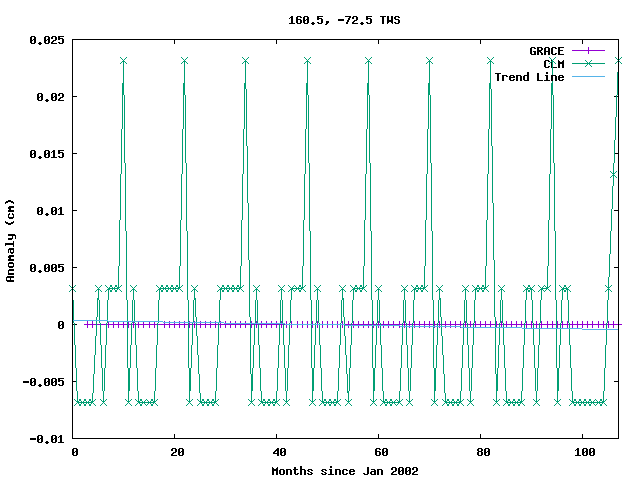 160.5, -72.5 TWS
0.025
0.02
0.015
0.01
0.005
0
-0.005
-0.01
Anomaly (cm)
GRACE
CLM
Trend Line
0 20 40 60 80 100
Months since Jan 2002